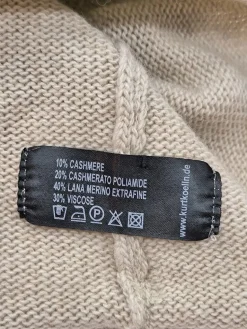 10% CASHMERE
20% CASHMERATO POLIAMIDE
40% LANA MERINO EXTRAFINE
30% VISCOSE
www.kurtkoelln.de